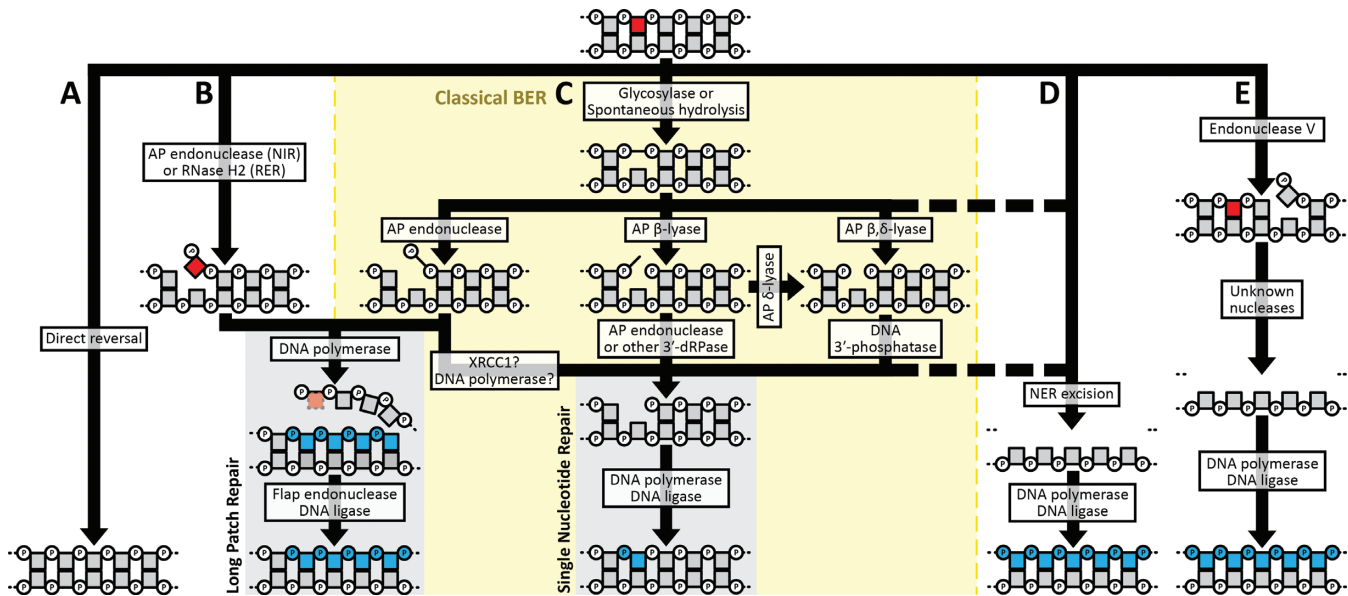 A
B
Classical BER
C
D
E
Glycosylase or
Spontaneous hydrolysis
Endonuclease V
AP endonuclease (NIR)
or RNase H2 (RER)
AP endonuclease
AP β-lyase
AP β,δ-lyase
AP δ-lyase
Direct reversal
DNA polymerase
XRCC1?
DNA polymerase?
AP endonuclease
or other 3′-dRPase
DNA
3′-phosphatase
Unknown
nucleases
NER excision
Long Patch Repair
Flap endonuclease
DNA ligase
Single Nucleotide Repair
DNA polymerase
DNA ligase
DNA polymerase
DNA ligase
DNA polymerase
DNA ligase